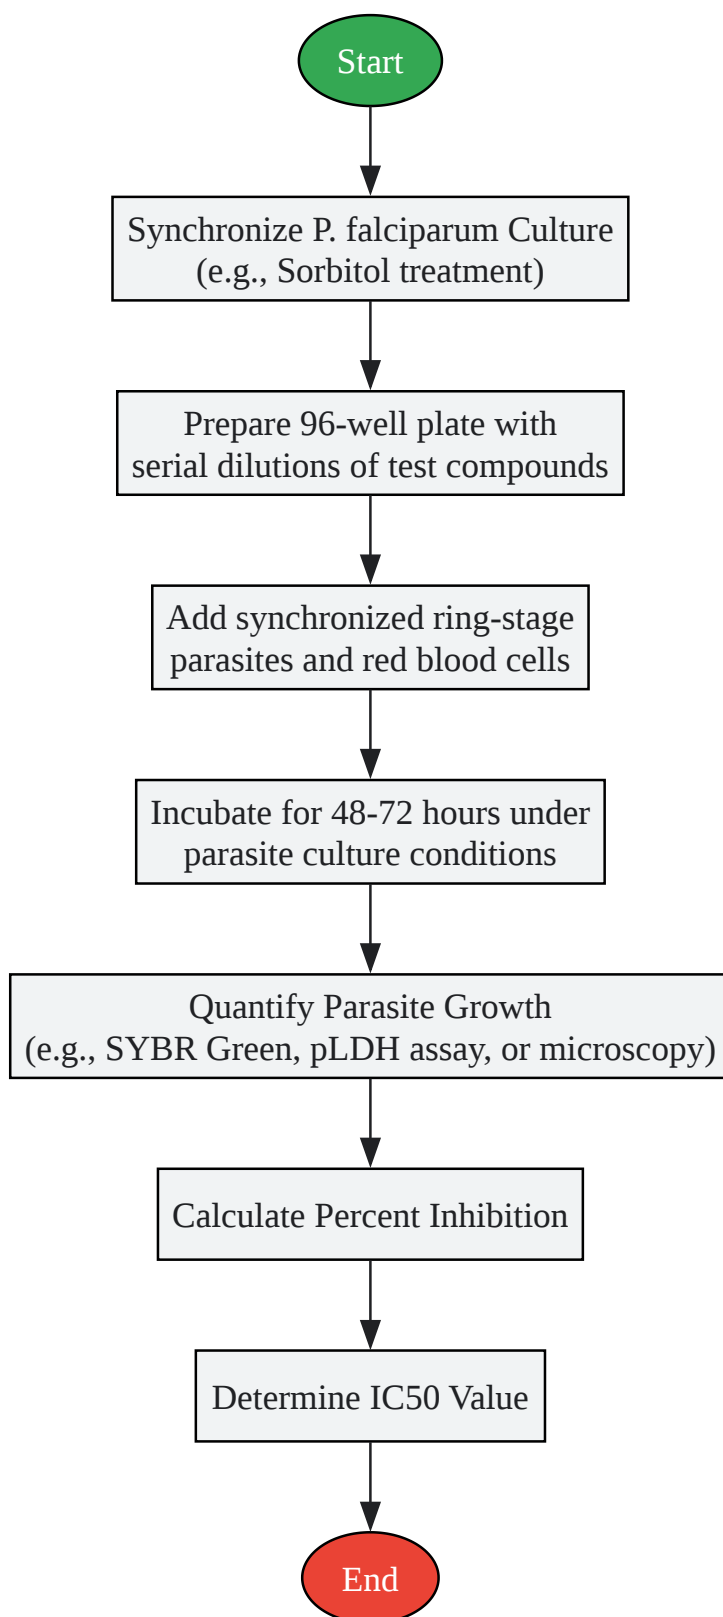 Start
Synchronize P. falciparum Culture
(e.g., Sorbitol treatment)
Prepare 96-well plate with
serial dilutions of test compounds
Add synchronized ring-stage
parasites and red blood cells
Incubate for 48-72 hours under
parasite culture conditions
Quantify Parasite Growth
(e.g., SYBR Green, pLDH assay, or microscopy)
Calculate Percent Inhibition
Determine IC50 Value
End